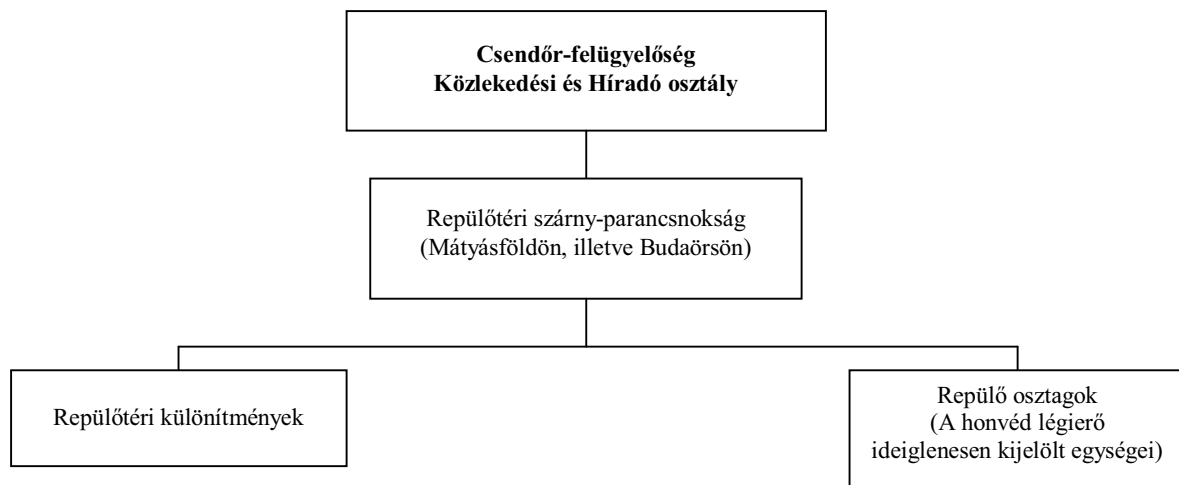 Csendőr-felügyelőség
Közlekedési és Híradó osztály
Repülőtéri szárny-parancsnokság
(Mátyásföldön, illetve Budaörsön)
Repülőtéri különítmények
Repülő osztagok
(A honvéd légierő
ideiglenesen kijelölt egységei)